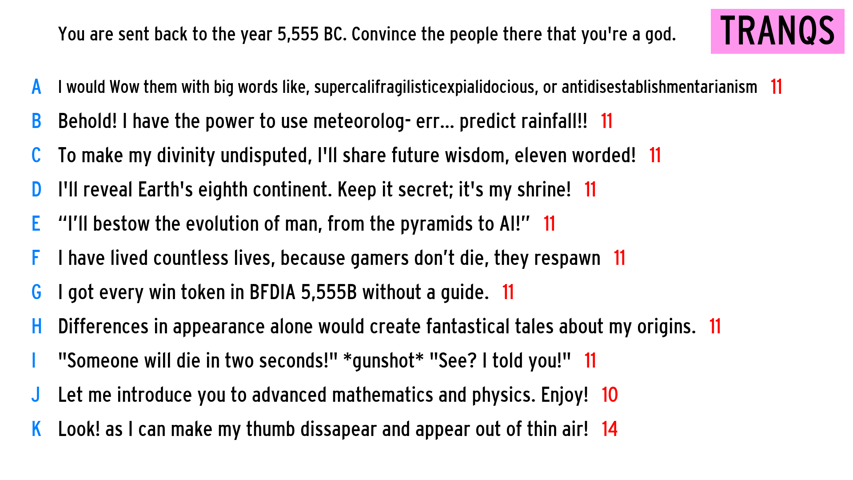 You are sent back to the year 5,555 BC. Convince the people there that you're a god.
TRANQS
A I would Wow them with big words like, supercalifragilisticexpialidocious, or antidisestablishmentarianism 11
B Behold! I have the power to use meteorolog- err... predict rainfall!! 11
C To make my divinity undisputed, I'll share future wisdom, eleven worded! 11
D I'll reveal Earth's eighth continent. Keep it secret; it's my shrine! 11
E “I’ll bestow the evolution of man, from the pyramids to AI!” 11
F I have lived countless lives, because gamers don’t die, they respawn 11
G I got every win token in BFDIA 5,555B without a guide. 11
H Differences in appearance alone would create fantastical tales about my origins. 11
I "Someone will die in two seconds!" *gunshot* "See? I told you!" 11
J Let me introduce you to advanced mathematics and physics. Enjoy! 10
K Look! as I can make my thumb dissapear and appear out of thin air! 14